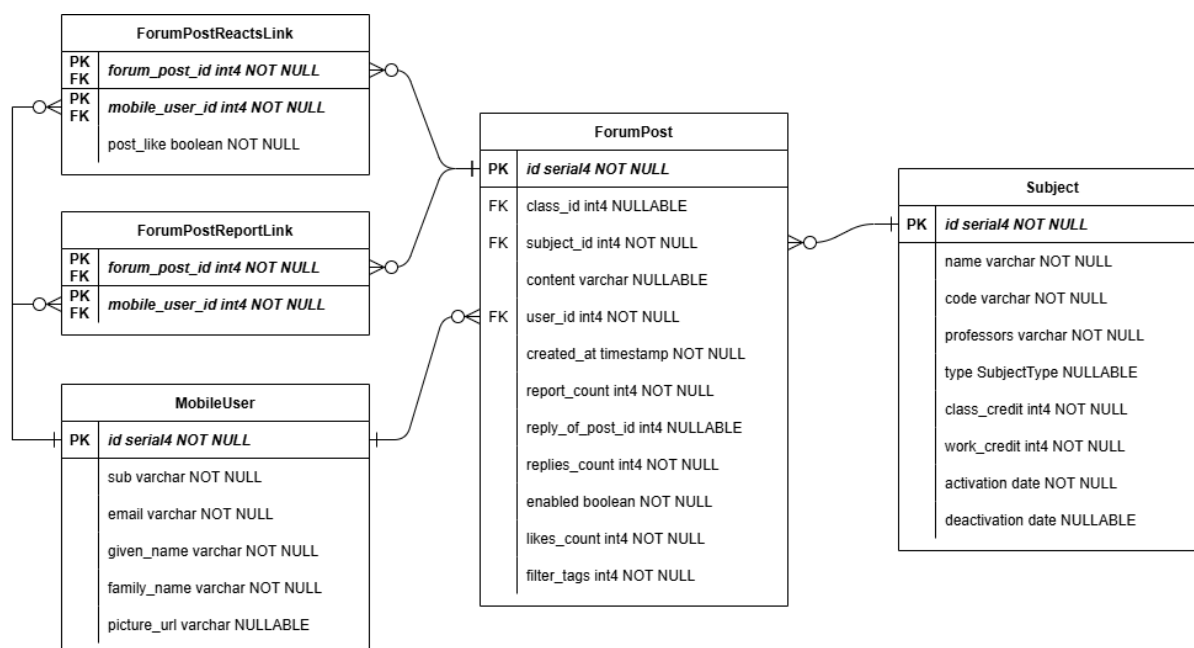 ForumPostReactsLink
PK
FK
forum_post_id int4 NOT NULL
PK
FK
mobile_user_id int4 NOT NULL
post_like boolean NOT NULL
ForumPostReportLink
PK
FK
forum_post_id int4 NOT NULL
PK
FK
mobile_user_id int4 NOT NULL
MobileUser
PK id serial4 NOT NULL
sub varchar NOT NULL
email varchar NOT NULL
given_name varchar NOT NULL
family_name varchar NOT NULL
picture_url varchar NULLABLE
ForumPost
PK id serial4 NOT NULL
FK class_id int4 NULLABLE
FK subject_id int4 NOT NULL
content varchar NULLABLE
FK user_id int4 NOT NULL
created_at timestamp NOT NULL
report_count int4 NOT NULL
reply_of_post_id int4 NULLABLE
replies_count int4 NOT NULL
enabled boolean NOT NULL
likes_count int4 NOT NULL
filter_tags int4 NOT NULL
Subject
PK id serial4 NOT NULL
name varchar NOT NULL
code varchar NOT NULL
professors varchar NOT NULL
type SubjectType NULLABLE
class_credit int4 NOT NULL
work_credit int4 NOT NULL
activation date NOT NULL
deactivation date NULLABLE